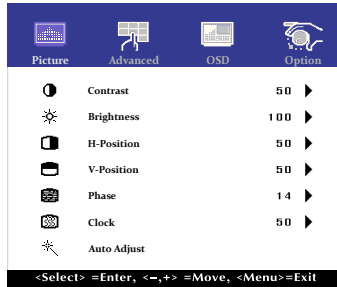 Picture Advanced OSD Option
Contrast 50
Brightness 100
H-Position 50
V-Position 50
Phase 14
Clock 50
Auto Adjust
<Select> =Enter, <–,+> =Move, <Menu>=Exit